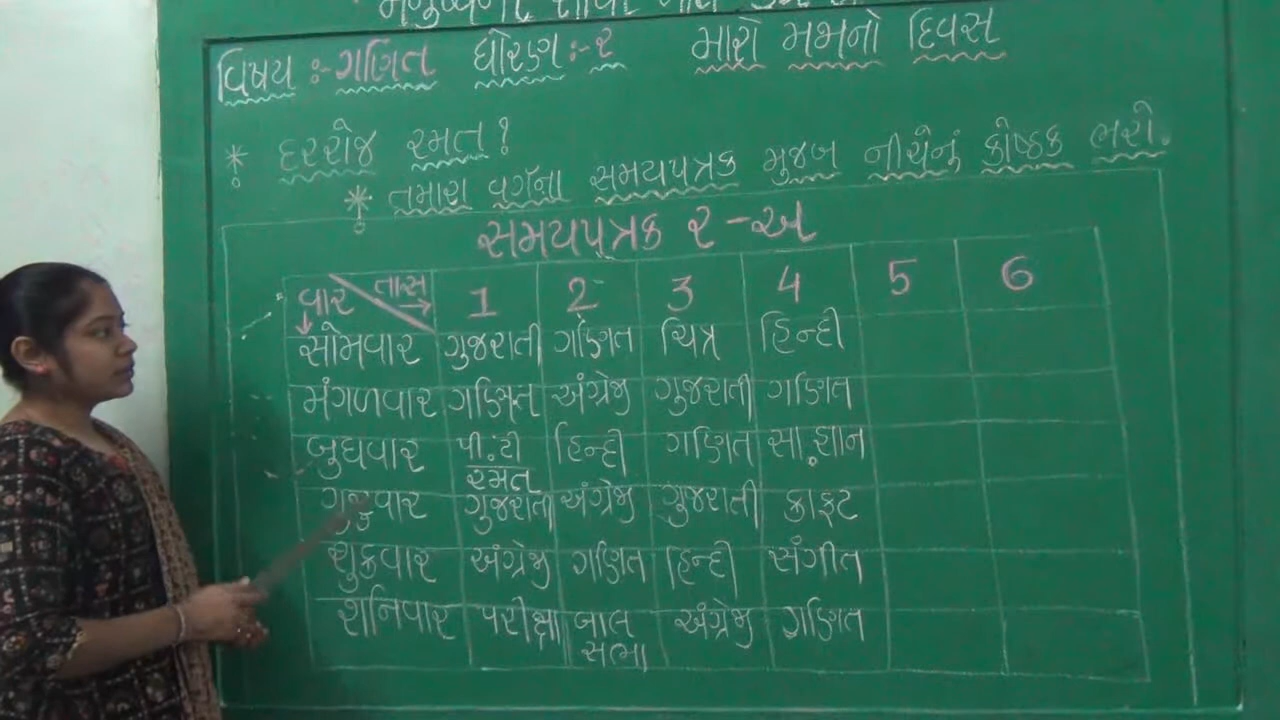 વિષય :- ગણિત ધોરણ :- ૨ મારો મઝાનો દિવસ
* દરરોજ રમત ?
* તમારા વર્ગના સમયપત્રક મુજબ નીચેનું કોષ્ટક ભરો.
સમયપત્રક ૨ - અ
વાર તાસ 1 2 3 4 5 6
સોમવાર ગુજરાતી ગણિત ચિત્ર હિન્દી
મંગળવાર ગણિત અંગ્રેજી ગુજરાતી ગણિત
બુધવાર પી.ટી રમત હિન્દી ગણિત સા.જ્ઞાન
ગુરુવાર ગુજરાતી અંગ્રેજી ગુજરાતી ક્રાફ્ટ
શુક્રવાર અંગ્રેજી ગણિત હિન્દી સંગીત
શનિવાર પરીક્ષા બાલ સભા અંગ્રેજી ગણિત